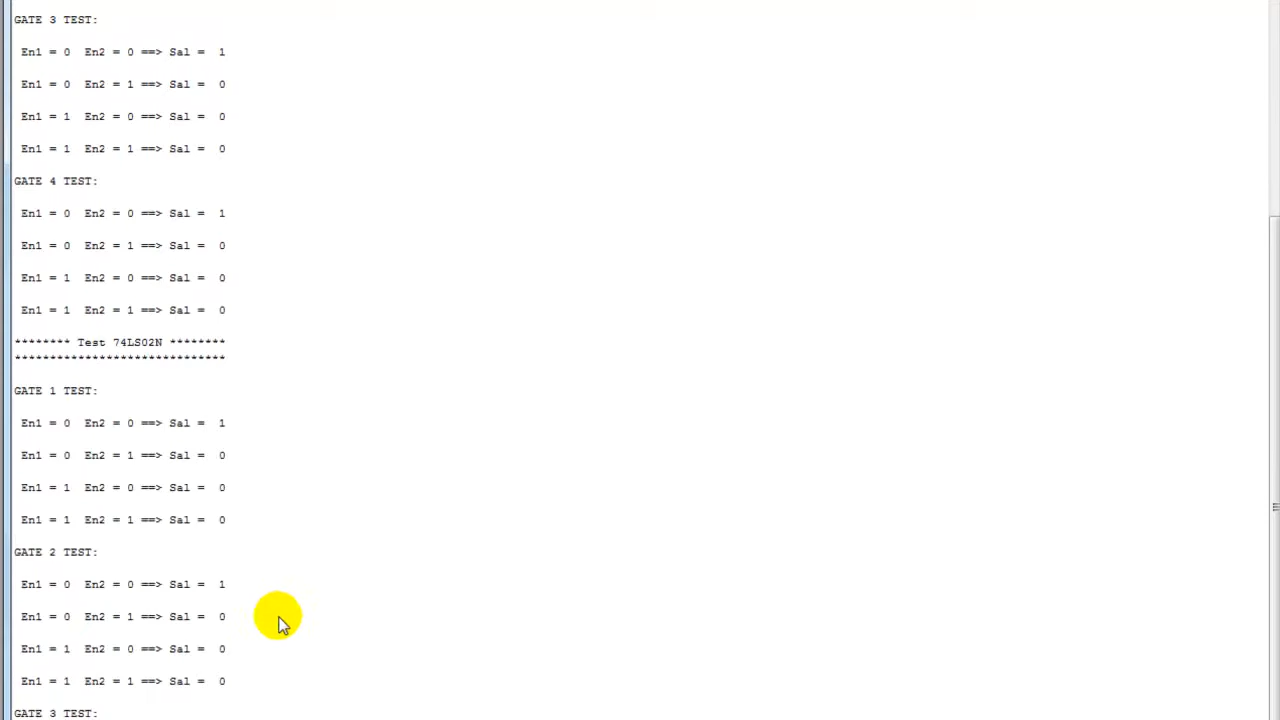 GATE 3 TEST:
En1 = 0  En2 = 0 ==> Sal =  1
En1 = 0  En2 = 1 ==> Sal =  0
En1 = 1  En2 = 0 ==> Sal =  0
En1 = 1  En2 = 1 ==> Sal =  0
GATE 4 TEST:
En1 = 0  En2 = 0 ==> Sal =  1
En1 = 0  En2 = 1 ==> Sal =  0
En1 = 1  En2 = 0 ==> Sal =  0
En1 = 1  En2 = 1 ==> Sal =  0
******** Test 74LS02N ********
******************************
GATE 1 TEST:
En1 = 0  En2 = 0 ==> Sal =  1
En1 = 0  En2 = 1 ==> Sal =  0
En1 = 1  En2 = 0 ==> Sal =  0
En1 = 1  En2 = 1 ==> Sal =  0
GATE 2 TEST:
En1 = 0  En2 = 0 ==> Sal =  1
En1 = 0  En2 = 1 ==> Sal =  0
En1 = 1  En2 = 0 ==> Sal =  0
En1 = 1  En2 = 1 ==> Sal =  0
GATE 3 TEST: